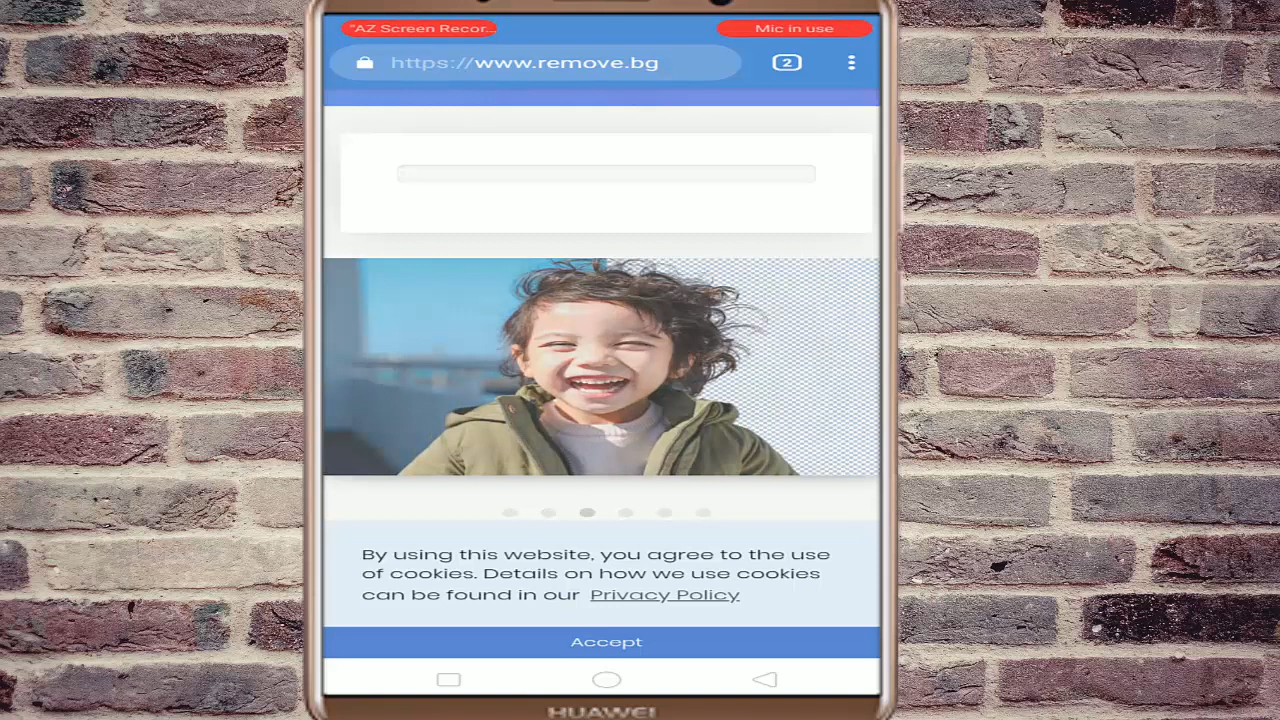 "AZ Screen Recor...
Mic in use
https://www.remove.bg
2
By using this website, you agree to the use
of cookies. Details on how we use cookies
can be found in our Privacy Policy
Accept
HUAWEI